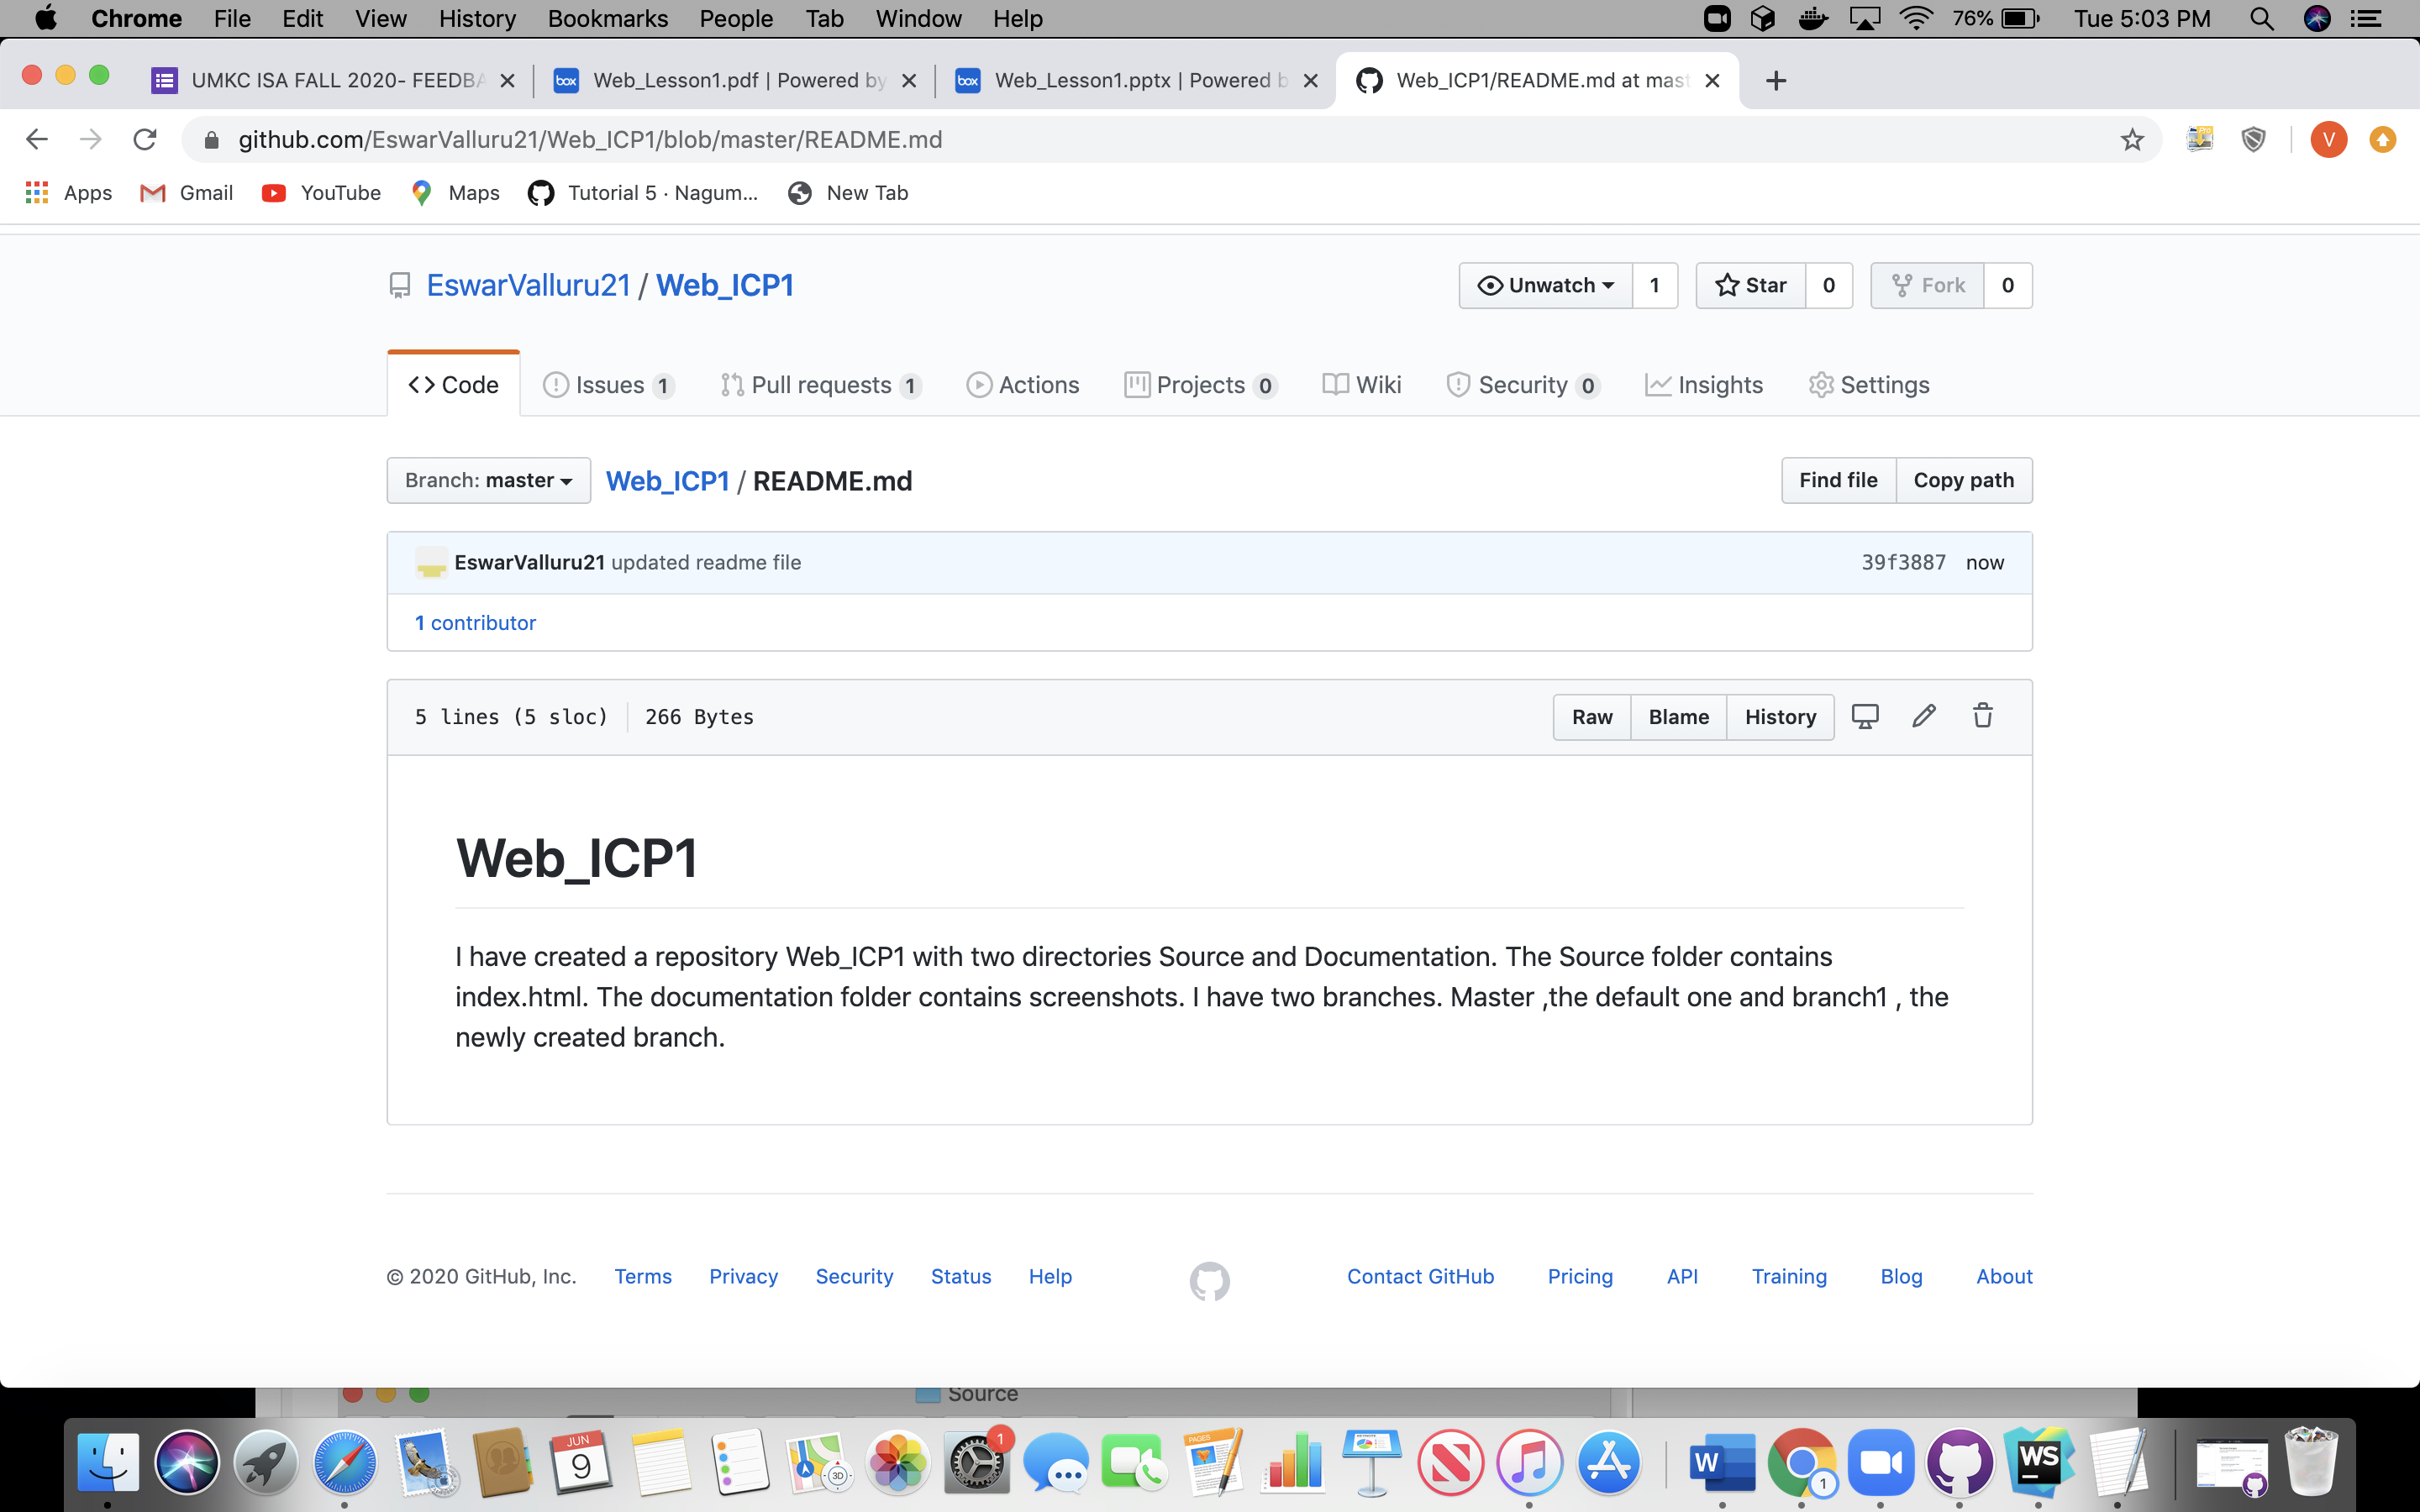 Chrome File Edit View History Bookmarks People Tab Window Help 76% Tue 5:03 PM
UMKC ISA FALL 2020- FEEDBA box Web_Lesson1.pdf | Powered by box Web_Lesson1.pptx | Powered b Web_ICP1/README.md at mast
github.com/EswarValluru21/Web_ICP1/blob/master/README.md V
Apps Gmail YouTube Maps Tutorial 5 · Nagum... New Tab
EswarValluru21 / Web_ICP1 Unwatch 1 Star 0 Fork 0
Code Issues 1 Pull requests 1 Actions Projects 0 Wiki Security 0 Insights Settings
Branch: master Web_ICP1 / README.md Find file Copy path
EswarValluru21 updated readme file 39f3887 now
1 contributor
5 lines (5 sloc) 266 Bytes Raw Blame History
Web_ICP1
I have created a repository Web_ICP1 with two directories Source and Documentation. The Source folder contains
index.html. The documentation folder contains screenshots. I have two branches. Master ,the default one and branch1 , the
newly created branch.
© 2020 GitHub, Inc. Terms Privacy Security Status Help Contact GitHub Pricing API Training Blog About
Source
JUN 9 3D 1 PAGES W 1 WS